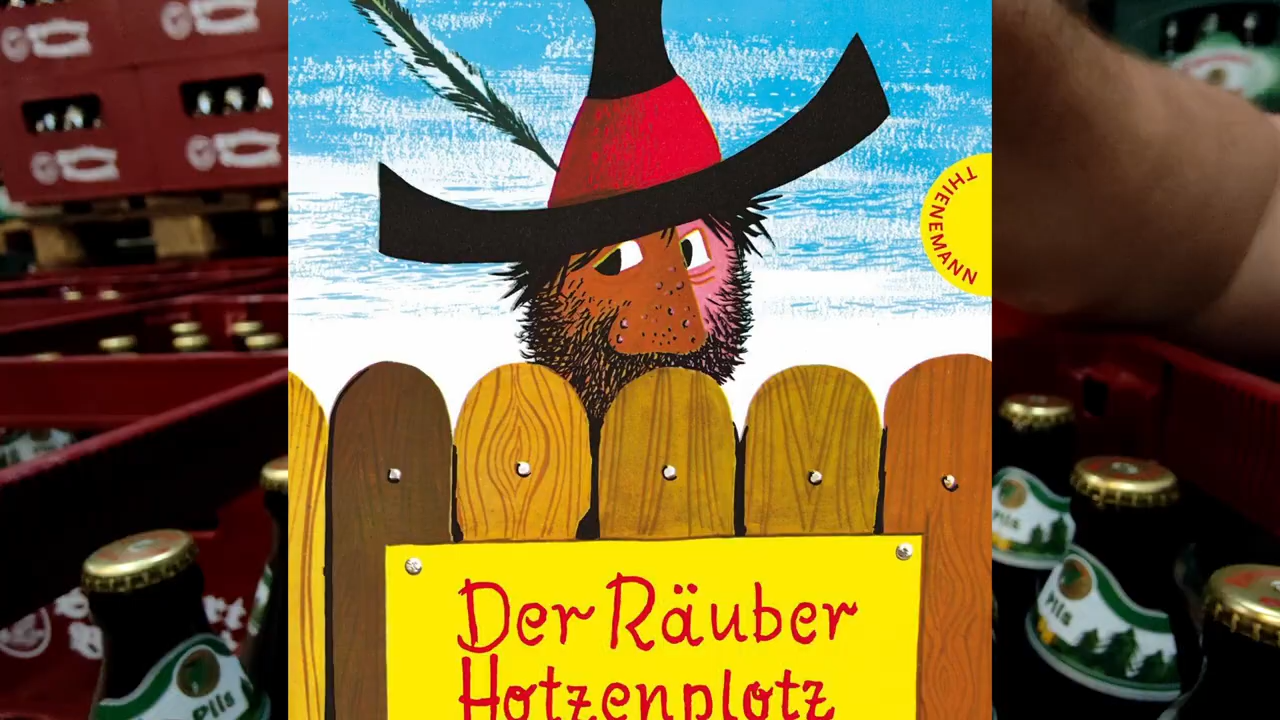 THIENEMANN
Der Räuber
Hotzenplotz
Pils
Pils
Pils